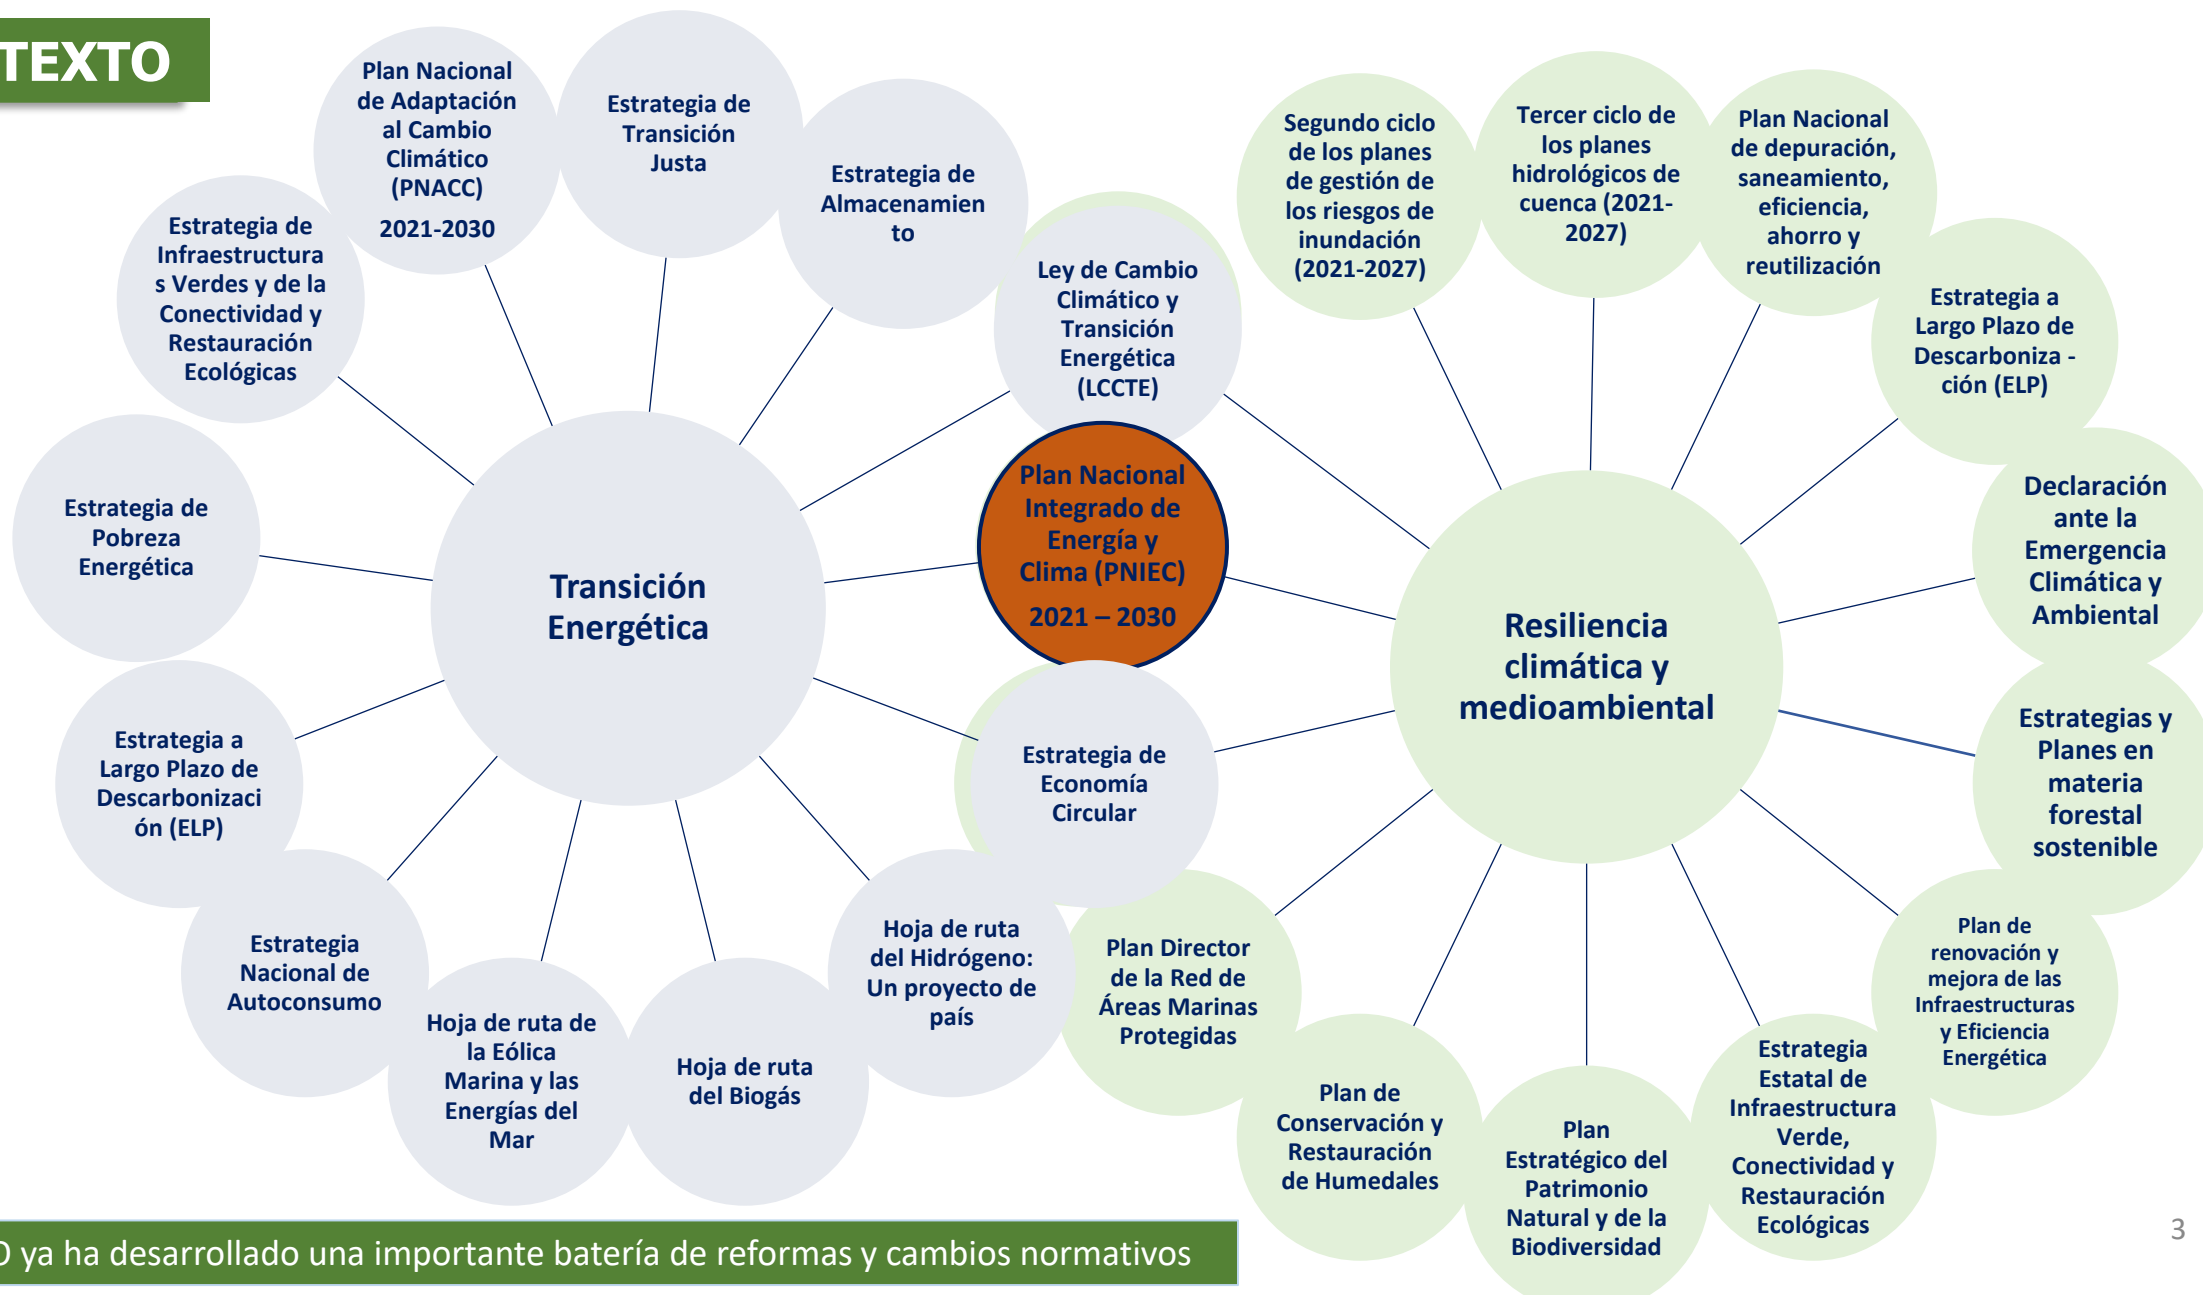 TEXTO
Plan Nacional
de Adaptación
al Cambio
Climático
(PNACC)
2021-2030
Estrategia de
Transición
Justa
Estrategia de
Almacenamien
to
Estrategia de
Infraestructura
s Verdes y de la
Conectividad y
Restauración
Ecológicas
Estrategia de
Pobreza
Energética
Estrategia a
Largo Plazo de
Descarbonizaci
ón (ELP)
Estrategia
Nacional de
Autoconsumo
Hoja de ruta de
la Eólica
Marina y las
Energías del
Mar
Hoja de ruta
del Biogás
Hoja de ruta
del Hidrógeno:
Un proyecto de
país
Transición
Energética
Ley de Cambio
Climático y
Transición
Energética
(LCCTE)
Plan Nacional
Integrado de
Energía y
Clima (PNIEC)
2021 – 2030
Estrategia de
Economía
Circular
Segundo ciclo
de los planes
de gestión de
los riesgos de
inundación
(2021-2027)
Tercer ciclo de
los planes
hidrológicos de
cuenca (2021-
2027)
Plan Nacional
de depuración,
saneamiento,
eficiencia,
ahorro y
reutilización
Estrategia a
Largo Plazo de
Descarboniza -
ción (ELP)
Declaración
ante la
Emergencia
Climática y
Ambiental
Resiliencia
climática y
medioambiental
Estrategias y
Planes en
materia
forestal
sostenible
Plan de
renovación y
mejora de las
Infraestructuras
y Eficiencia
Energética
Estrategia
Estatal de
Infraestructura
Verde,
Conectividad y
Restauración
Ecológicas
Plan
Estratégico del
Patrimonio
Natural y de la
Biodiversidad
Plan de
Conservación y
Restauración
de Humedales
Plan Director
de la Red de
Áreas Marinas
Protegidas
ya ha desarrollado una importante batería de reformas y cambios normativos
3